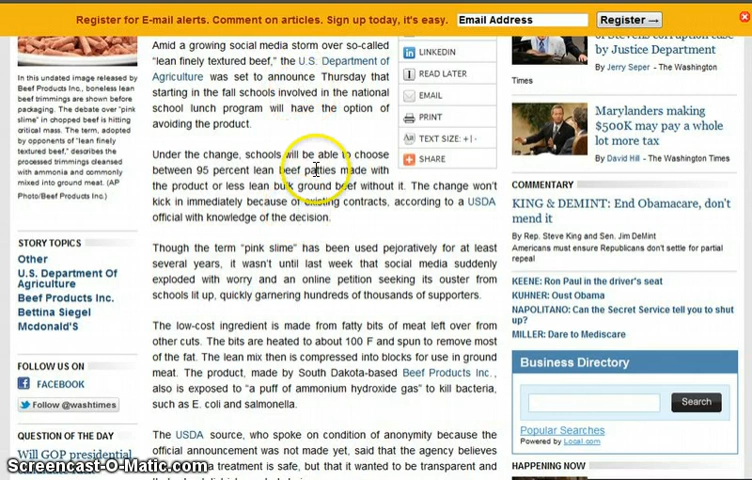 Register for E-mail alerts. Comment on articles. Sign up today, it's easy. Email Address Register →
In this undated image released by
Beef Products Inc., boneless lean
beef trimmings are shown before
packaging. The debate over "pink
slime" in chopped beef is hitting
critical mass. The term, adopted
by opponents of "lean finely
textured beef," describes the
processed trimmings cleansed
with ammonia and commonly
mixed into ground meat. (AP
Photo/Beef Products Inc.)
STORY TOPICS
Other
U.S. Department Of
Agriculture
Beef Products Inc.
Bettina Siegel
Mcdonald'S
FOLLOW US ON
FACEBOOK
Follow @washtimes
QUESTION OF THE DAY
Will GOP presidential
Amid a growing social media storm over so-called
“lean finely textured beef,” the U.S. Department of
Agriculture was set to announce Thursday that
starting in the fall schools involved in the national
school lunch program will have the option of
avoiding the product.
Under the change, schools will be able to choose
between 95 percent lean beef patties made with
the product or less lean bulk ground beef without it. The change won’t
kick in immediately because of existing contracts, according to a USDA
official with knowledge of the decision.
Though the term “pink slime” has been used pejoratively for at least
several years, it wasn’t until last week that social media suddenly
exploded with worry and an online petition seeking its ouster from
schools lit up, quickly garnering hundreds of thousands of supporters.
The low-cost ingredient is made from fatty bits of meat left over from
other cuts. The bits are heated to about 100 F and spun to remove most
of the fat. The lean mix then is compressed into blocks for use in ground
meat. The product, made by South Dakota-based Beef Products Inc.,
also is exposed to “a puff of ammonium hydroxide gas” to kill bacteria,
such as E. coli and salmonella.
The USDA source, who spoke on condition of anonymity because the
official announcement was not made yet, said that the agency believes
a treatment is safe, but that it wanted to be transparent and
LINKEDIN
READ LATER
EMAIL
PRINT
TEXT SIZE: + | -
SHARE
of Stevens corruption case
by Justice Department
By Jerry Seper - The Washington
Times
Marylanders making
$500K may pay a whole
lot more tax
By David Hill - The Washington Times
COMMENTARY
KING & DEMINT: End Obamacare, don't
mend it
By Rep. Steve King and Sen. Jim DeMint
Americans must ensure Republicans don't settle for partial
repeal
KEENE: Ron Paul in the driver's seat
KUHNER: Oust Obama
NAPOLITANO: Can the Secret Service tell you to shut
up?
MILLER: Dare to Mediscare
Business Directory
Search
Popular Searches
Powered by Local.com
HAPPENING NOW
Screencast-O-Matic.com